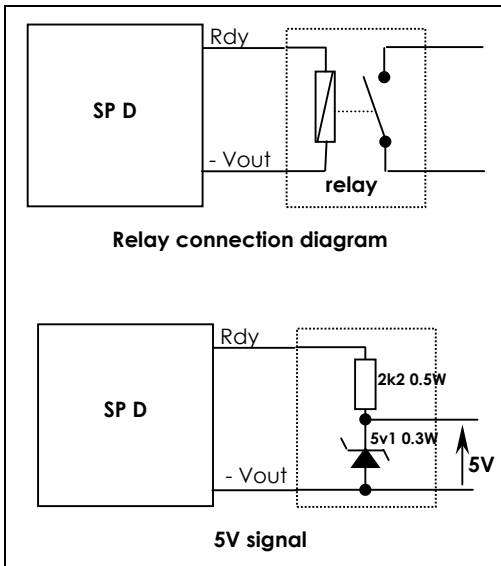 Rdy
SP D
- Vout
relay
Relay connection diagram
Rdy
2k2 0.5W
SP D
5v1 0.3W
5V
- Vout
5V signal